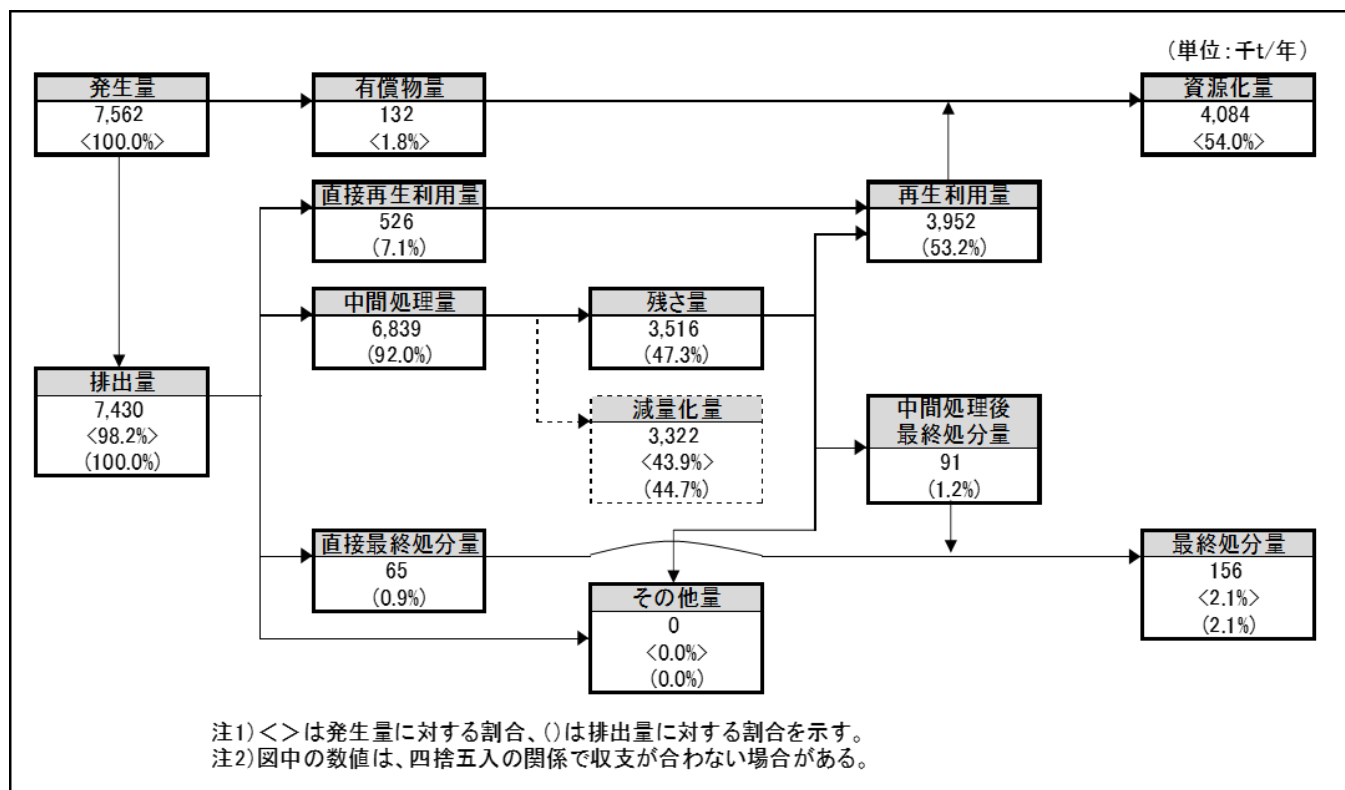 (単位:千t/年)
発生量
7,562
<100.0%>
有償物量
132
<1.8%>
資源化量
4,084
<54.0%>
直接再生利用量
526
(7.1%)
再生利用量
3,952
(53.2%)
中間処理量
6,839
(92.0%)
残さ量
3,516
(47.3%)
排出量
7,430
<98.2%>
(100.0%)
減量化量
3,322
<43.9%>
(44.7%)
中間処理後
最終処分量
91
(1.2%)
直接最終処分量
65
(0.9%)
その他量
0
<0.0%>
(0.0%)
最終処分量
156
<2.1%>
(2.1%)
注1)<>は発生量に対する割合、()は排出量に対する割合を示す。
注2)図中の数値は、四捨五入の関係で収支が合わない場合がある。